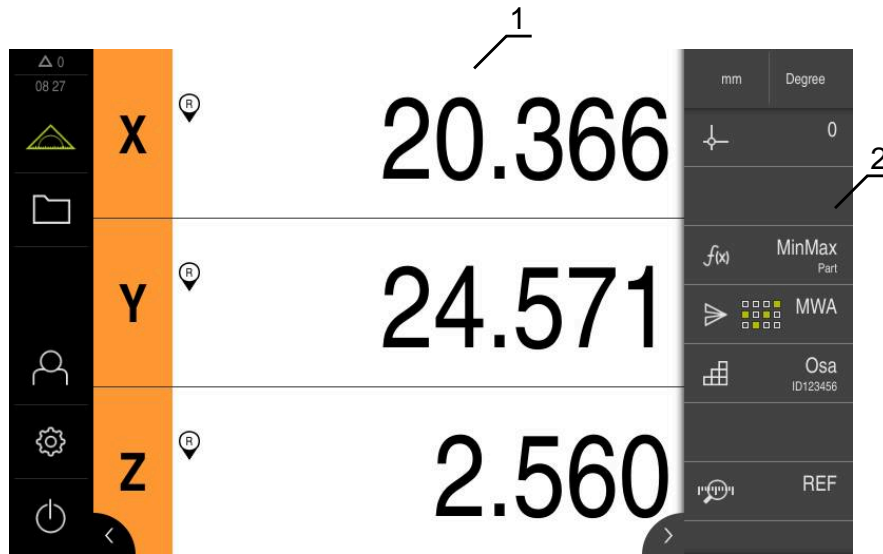 1
0
08 27
X
R
20.366
mm
Degree
0
2
Y
R
24.571
f(x)
MinMax
Part
MWA
Osa
ID123456
Z
R
2.560
REF